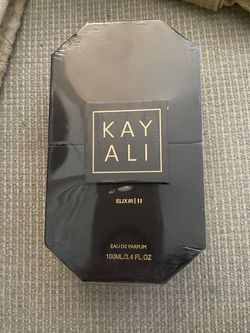 KAY
ALI
ELIXIR | 11
EAU DE PARFUM
100ML/3.4 FL.OZ